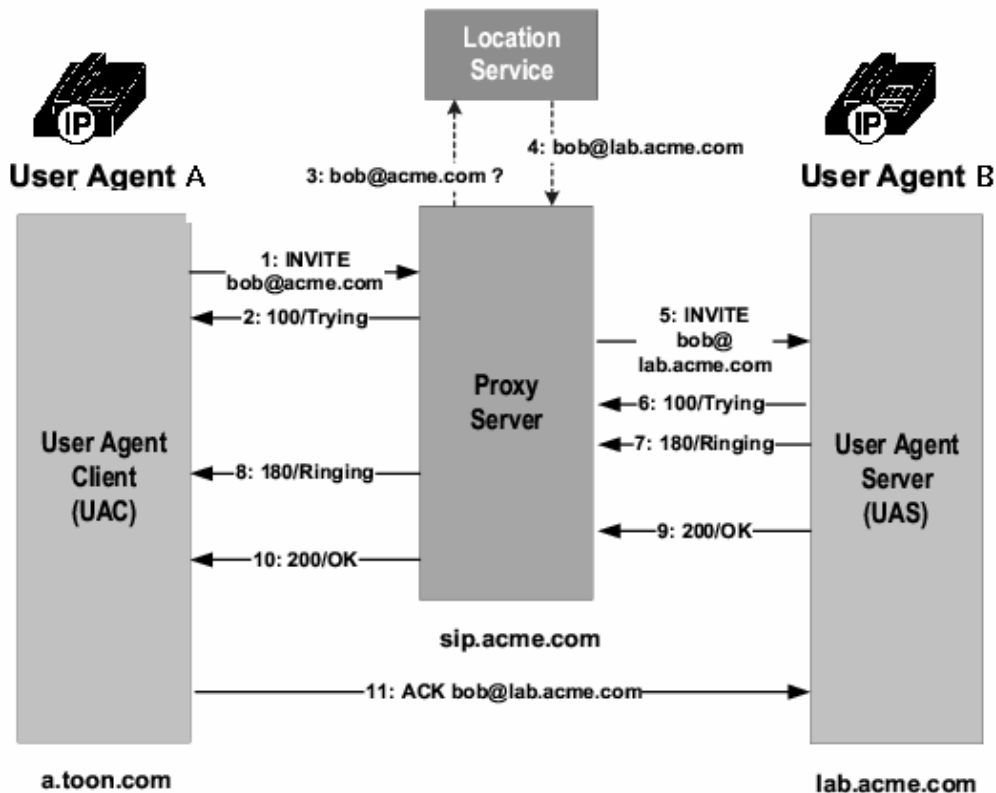 Location
Service
IP
IP
User Agent A
User Agent B
3: bob@acme.com ?
4: bob@lab.acme.com
1: INVITE
bob@acme.com
2: 100/Trying
5: INVITE
bob@
lab.acme.com
6: 100/Trying
7: 180/Ringing
Proxy
Server
User Agent
Client
(UAC)
8: 180/Ringing
User Agent
Server
(UAS)
9: 200/OK
10: 200/OK
sip.acme.com
11: ACK bob@lab.acme.com
a.toon.com
lab.acme.com